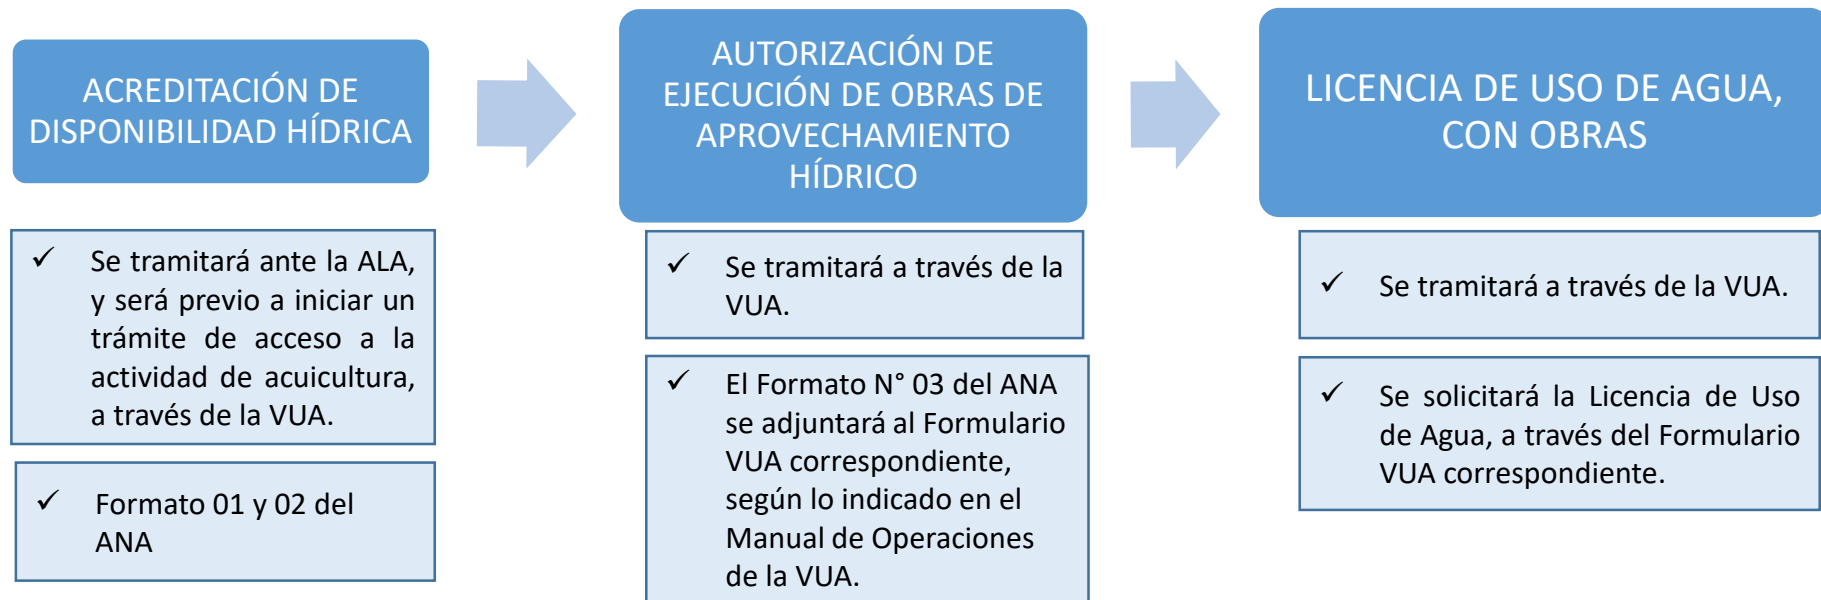 ACREDITACIÓN DE
DISPONIBILIDAD HÍDRICA
✓ Se tramitará ante la ALA,
y será previo a iniciar un
trámite de acceso a la
actividad de acuicultura,
a través de la VUA.
✓ Formato 01 y 02 del
ANA
AUTORIZACIÓN DE
EJECUCIÓN DE OBRAS DE
APROVECHAMIENTO
HÍDRICO
✓ Se tramitará a través de la
VUA.
✓ El Formato N° 03 del ANA
se adjuntará al Formulario
VUA correspondiente,
según lo indicado en el
Manual de Operaciones
de la VUA.
LICENCIA DE USO DE AGUA,
CON OBRAS
✓ Se tramitará a través de la VUA.
✓ Se solicitará la Licencia de Uso
de Agua, a través del Formulario
VUA correspondiente.